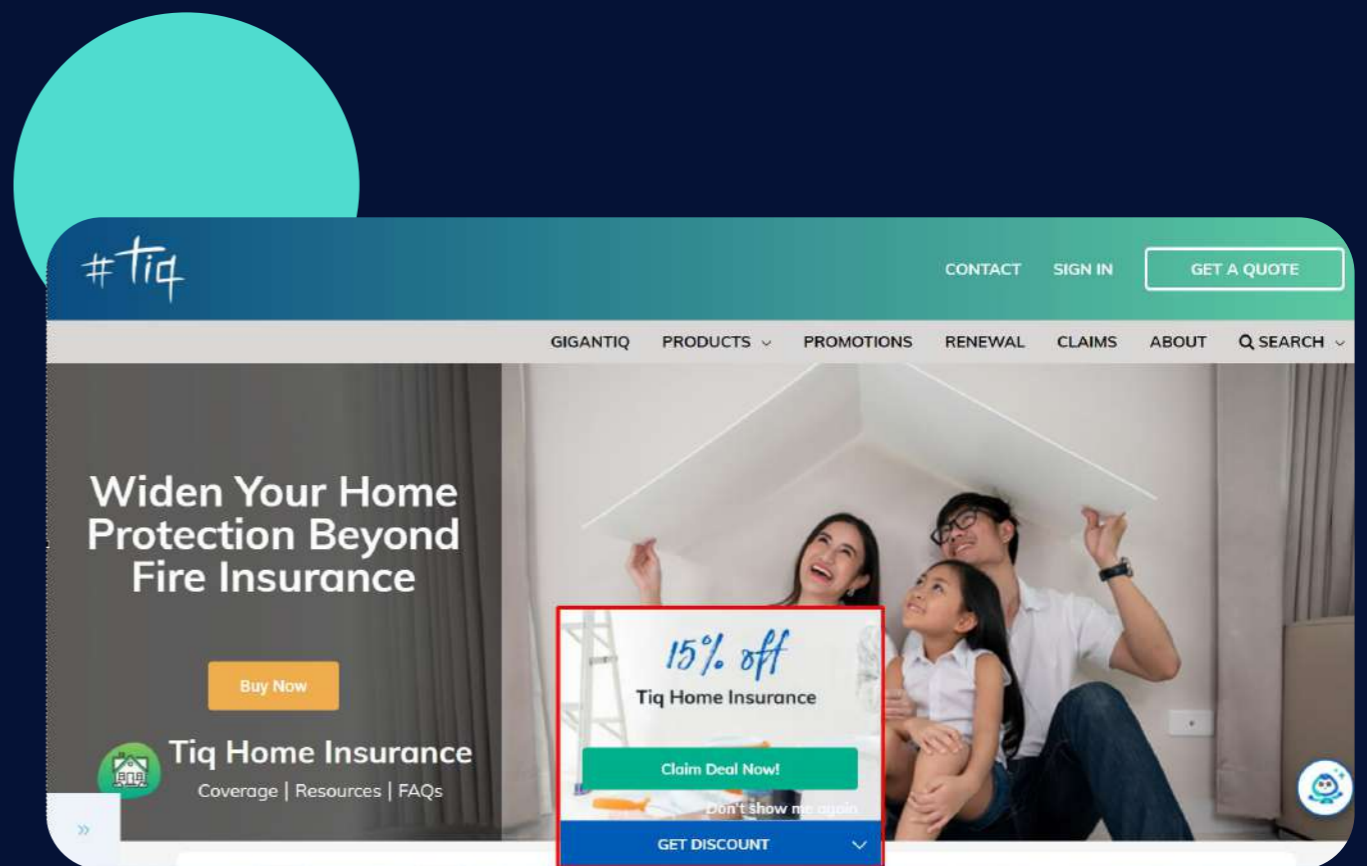 #tiq
CONTACT SIGN IN GET A QUOTE
GIGANTIQ PRODUCTS PROMOTIONS RENEWAL CLAIMS ABOUT SEARCH
Widen Your Home
Protection Beyond
Fire Insurance
Buy Now
Tiq Home Insurance
Coverage | Resources | FAQs
»
15% off
Tiq Home Insurance
Claim Deal Now!
Don't show me again
GET DISCOUNT